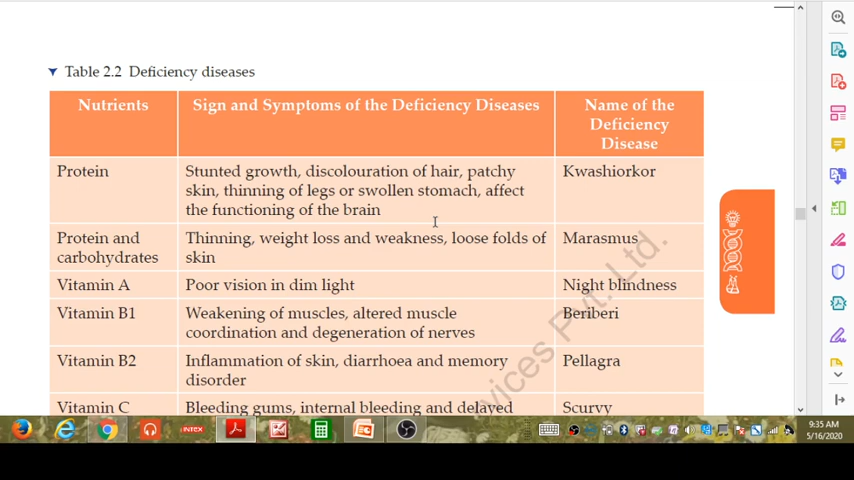 Table 2.2 Deficiency diseases
Nutrients
Sign and Symptoms of the Deficiency Diseases
Name of the
Deficiency
Disease
Protein
Stunted growth, discolouration of hair, patchy
skin, thinning of legs or swollen stomach, affect
the functioning of the brain
Kwashiorkor
Protein and
carbohydrates
Thinning, weight loss and weakness, loose folds of
skin
Marasmus
Vitamin A
Poor vision in dim light
Night blindness
Vitamin B1
Weakening of muscles, altered muscle
coordination and degeneration of nerves
Beriberi
Vitamin B2
Inflammation of skin, diarrhoea and memory
disorder
Pellagra
Vitamin C
Bleeding gums, internal bleeding and delayed
Scurvy
vices Pvt. Ltd.
INTEX
9:35 AM
5/16/2020